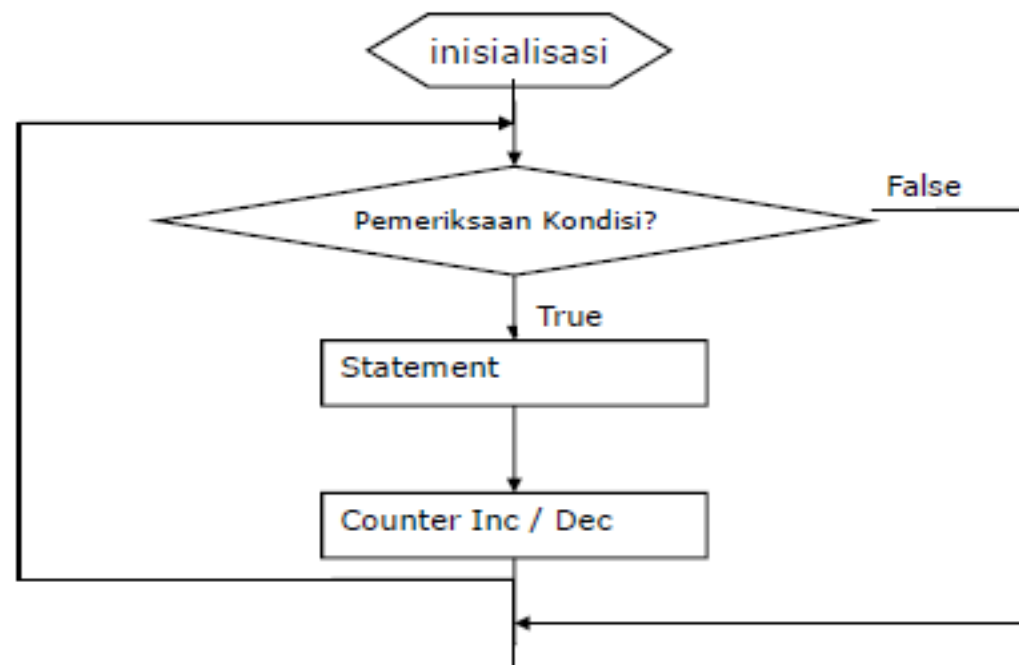 inisialisasi
False
Pemeriksaan Kondisi?
True
Statement
Counter Inc / Dec